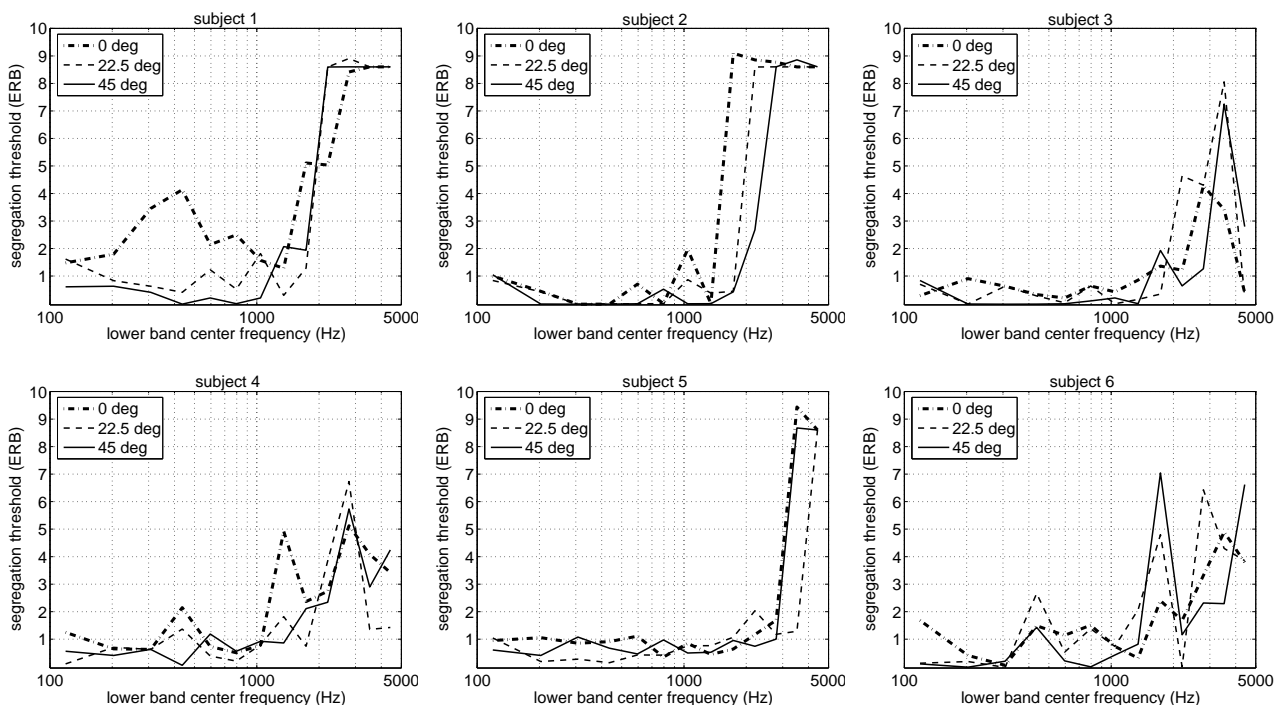 subject 1
segregation threshold (ERB)
10
9
8
7
6
5
4
3
2
1
0 deg
22.5 deg
45 deg
100
1000
5000
lower band center frequency (Hz)
subject 2
segregation threshold (ERB)
10
9
8
7
6
5
4
3
2
1
0 deg
22.5 deg
45 deg
100
1000
5000
lower band center frequency (Hz)
subject 3
segregation threshold (ERB)
10
9
8
7
6
5
4
3
2
1
0 deg
22.5 deg
45 deg
100
1000
5000
lower band center frequency (Hz)
subject 4
segregation threshold (ERB)
10
9
8
7
6
5
4
3
2
1
0 deg
22.5 deg
45 deg
100
1000
5000
lower band center frequency (Hz)
subject 5
segregation threshold (ERB)
10
9
8
7
6
5
4
3
2
1
0 deg
22.5 deg
45 deg
100
1000
5000
lower band center frequency (Hz)
subject 6
segregation threshold (ERB)
10
9
8
7
6
5
4
3
2
1
0 deg
22.5 deg
45 deg
100
1000
5000
lower band center frequency (Hz)